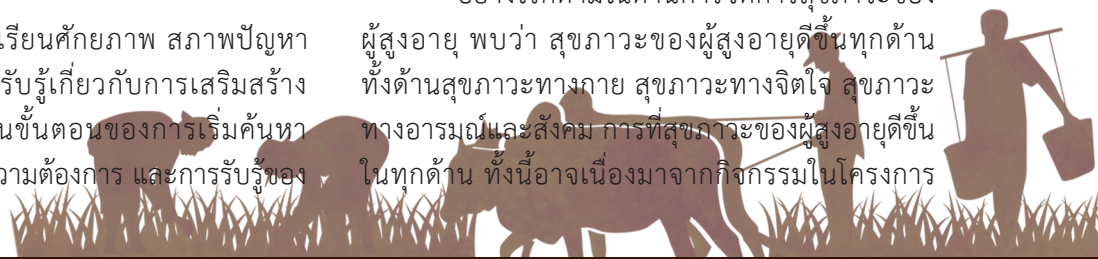 เรียนศักยภาพ สภาพปัญหา
รับรู้เกี่ยวกับการเสริมสร้าง
นขั้นตอนของการเริ่มค้นหา
วามต้องการ และการรับรู้ของ
ผู้สูงอายุ พบว่า สุขภาวะของผู้สูงอายุดีขึ้นทุกด้าน
ทั้งด้านสุขภาวะทางกาย สุขภาวะทางจิตใจ สุขภาวะ
ทางอารมณ์และสังคม การที่สุขภาวะของผู้สูงอายุดีขึ้น
ในทุกด้าน ทั้งนี้อาจเนื่องมาจากกิจกรรมในโครงการ